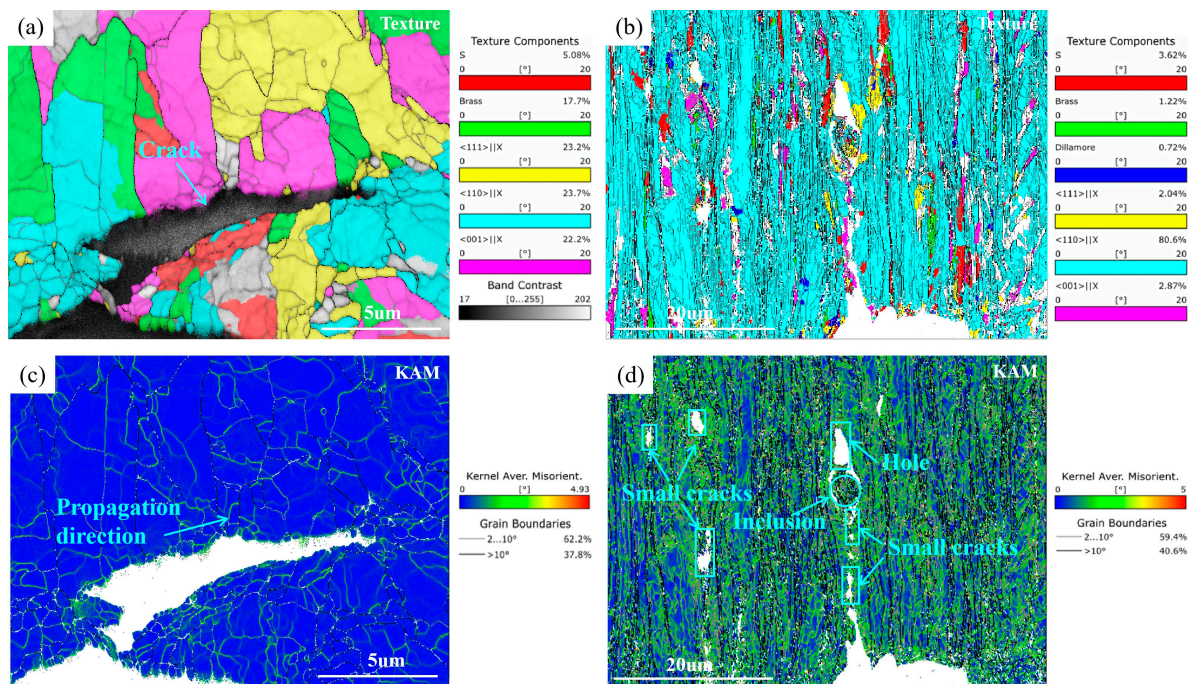 (a)
Texture
Crack
5um
Texture Components
S 5.08%
0 [°] 20
Brass 17.7%
0 [°] 20
<111>||X 23.2%
0 [°] 20
<110>||X 23.7%
0 [°] 20
<001>||X 22.2%
0 [°] 20
Band Contrast
17 [0...255] 202
(b)
Texture
20um
Texture Components
S 3.62%
0 [°] 20
Brass 1.22%
0 [°] 20
Dillamore 0.72%
0 [°] 20
<111>||X 2.04%
0 [°] 20
<110>||X 80.6%
0 [°] 20
<001>||X 2.87%
0 [°] 20
(c)
KAM
Propagation
direction
5um
Kernel Aver. Misorient.
0 [°] 4.93
Grain Boundaries
2...10° 62.2%
>10° 37.8%
(d)
KAM
Hole
Small cracks
Inclusion
Small cracks
20um
Kernel Aver. Misorient.
0 [°] 5
Grain Boundaries
2...10° 59.4%
>10° 40.6%